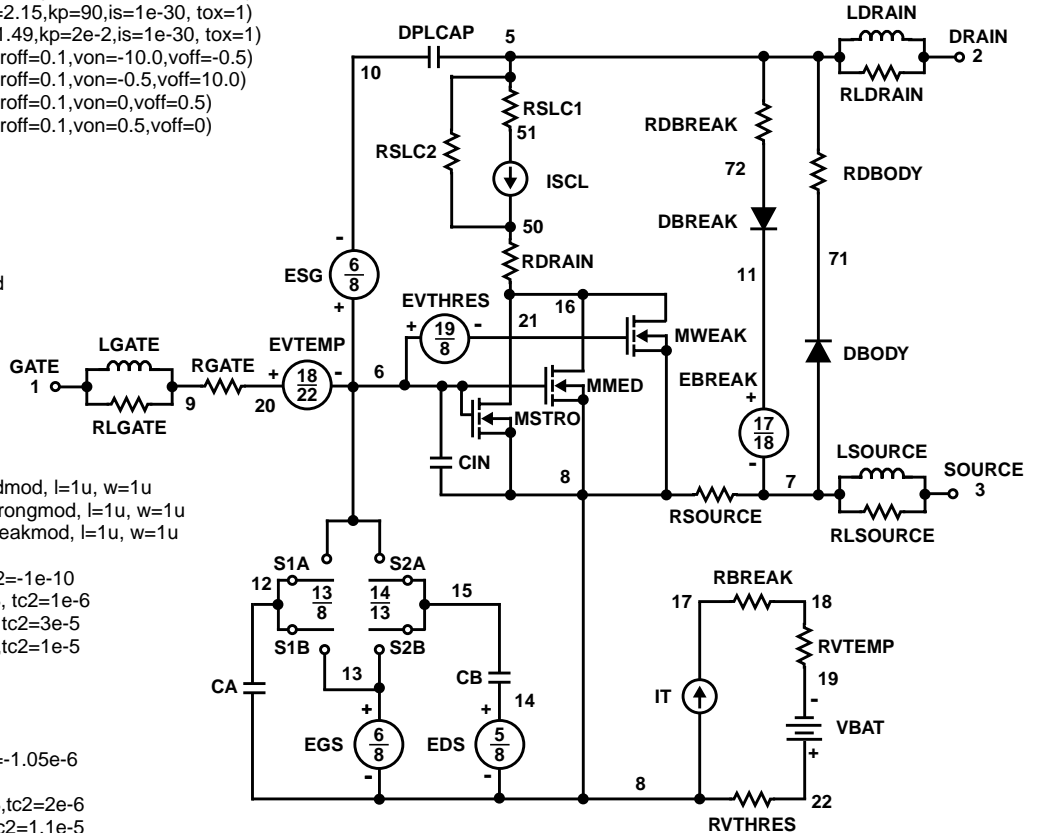 =2.15,kp=90,is=1e-30, tox=1)
1.49,kp=2e-2,is=1e-30, tox=1)
roff=0.1,von=-10.0,voff=-0.5)
roff=0.1,von=-0.5,voff=10.0)
roff=0.1,von=0,voff=0.5)
roff=0.1,von=0.5,voff=0)
d
dmod, l=1u, w=1u
rongmod, l=1u, w=1u
eakmod, l=1u, w=1u
2=-1e-10
, tc2=1e-6
,tc2=3e-5
,tc2=1e-5
=-1.05e-6
,tc2=2e-6
c2=1.1e-5
LDRAIN
DPLCAP
5
DRAIN
2
10
RLDRAIN
RSLC1
51
RDBREAK
RSLC2
72
RDBODY
ISCL
DBREAK
50
71
RDRAIN
11
ESG
6
8
-
+
EVTHRES
16
21
+
19
8
-
MWEAK
LGATE
EVTEMP
DBODY
GATE
1
RGATE
+
18
22
-
6
MMED
EBREAK
+
9
20
MSTRO
17
18
-
RLGATE
LSOURCE
CIN
8
7
SOURCE
3
RSOURCE
RLSOURCE
S1A
S2A
12
13
8
14
13
15
RBREAK
17
18
S1B
S2B
RVTEMP
13
CB
19
CA
14
IT
-
+
+
VBAT
EGS
6
8
EDS
5
8
+
-
-
8
22
RVTHRES